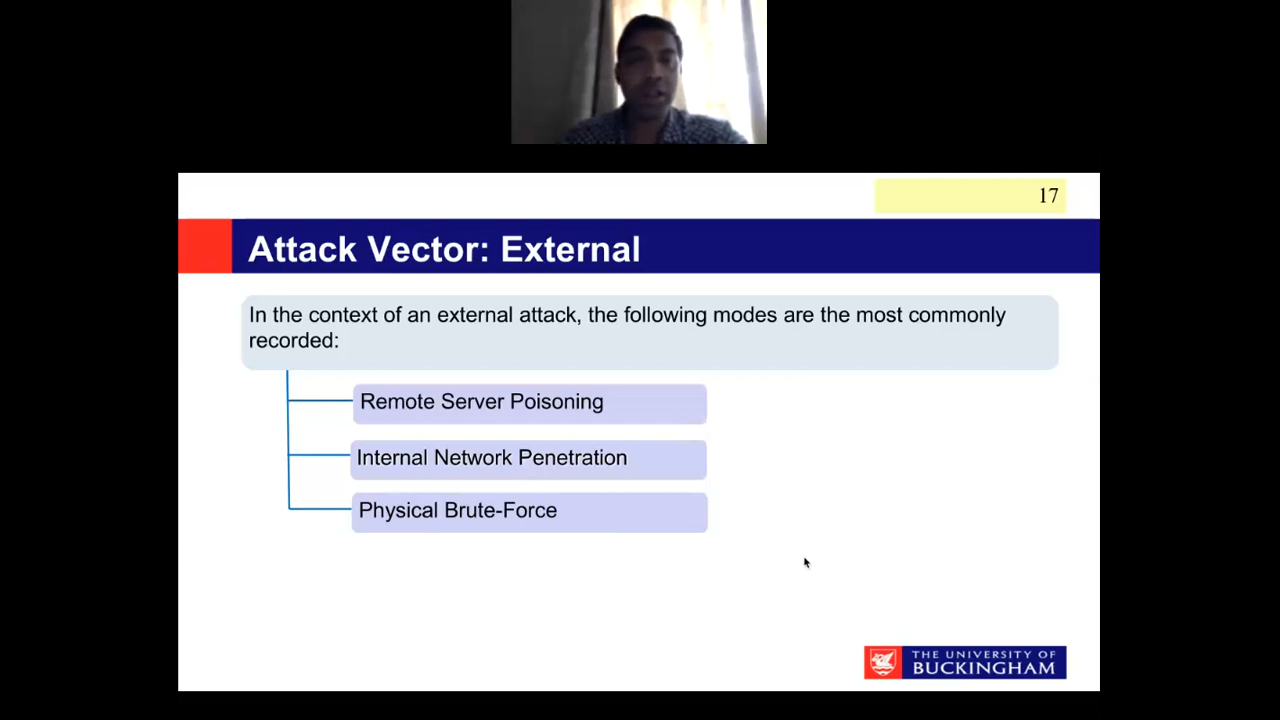 17
Attack Vector: External
In the context of an external attack, the following modes are the most commonly
recorded:
Remote Server Poisoning
Internal Network Penetration
Physical Brute-Force
THE UNIVERSITY OF
BUCKINGHAM